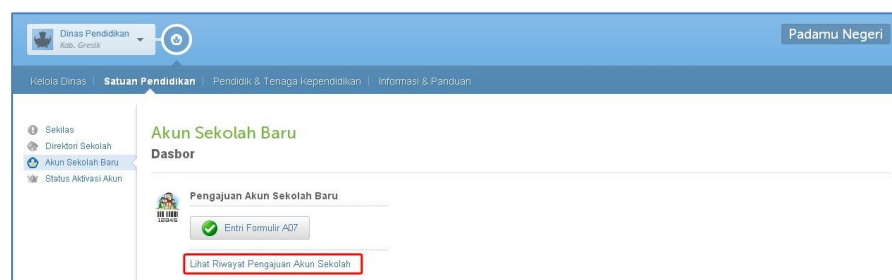 Dinas Pendidikan
Kab. Gresik
Padamu Negeri
Kelola Dinas | Satuan Pendidikan | Pendidik & Tenaga Kependidikan | Informasi & Panduan
Sekilas
Direktori Sekolah
Akun Sekolah Baru
Status Aktivasi Akun
Akun Sekolah Baru
Dasbor
Pengajuan Akun Sekolah Baru
12345
Entri Formulir A07
Lihat Riwayat Pengajuan Akun Sekolah